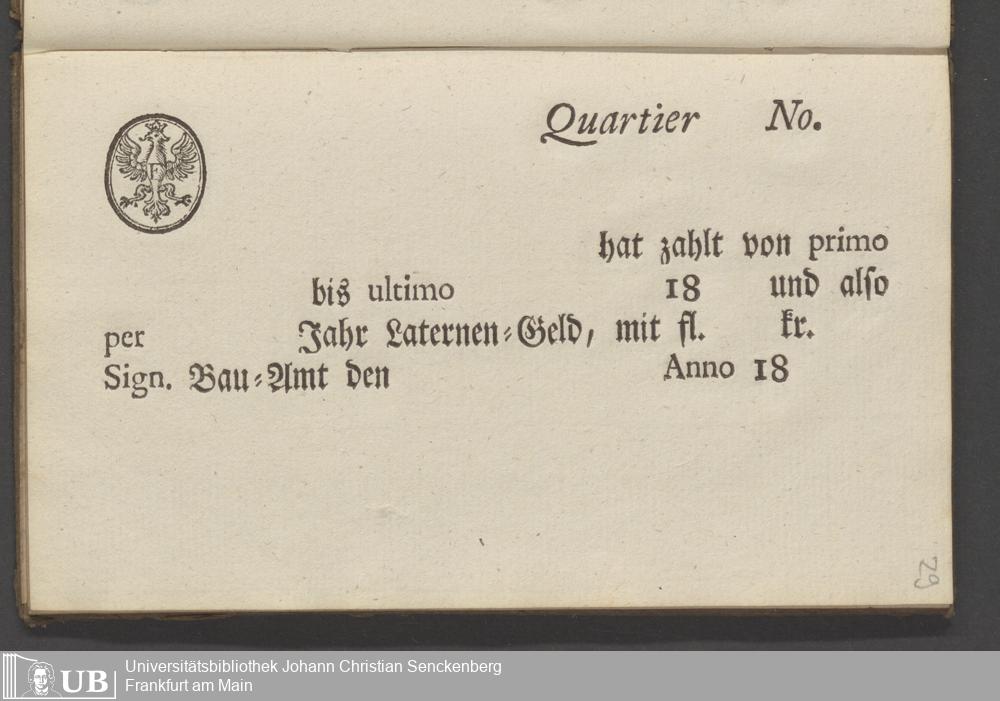 Quartier No.
hat zahlt von primo
bis ultimo 18 und also
per Jahr Laternen-Geld, mit fl. kr.
Sign. Bau-Amt den Anno 18
29
UB
Universitätsbibliothek Johann Christian Senckenberg
Frankfurt am Main